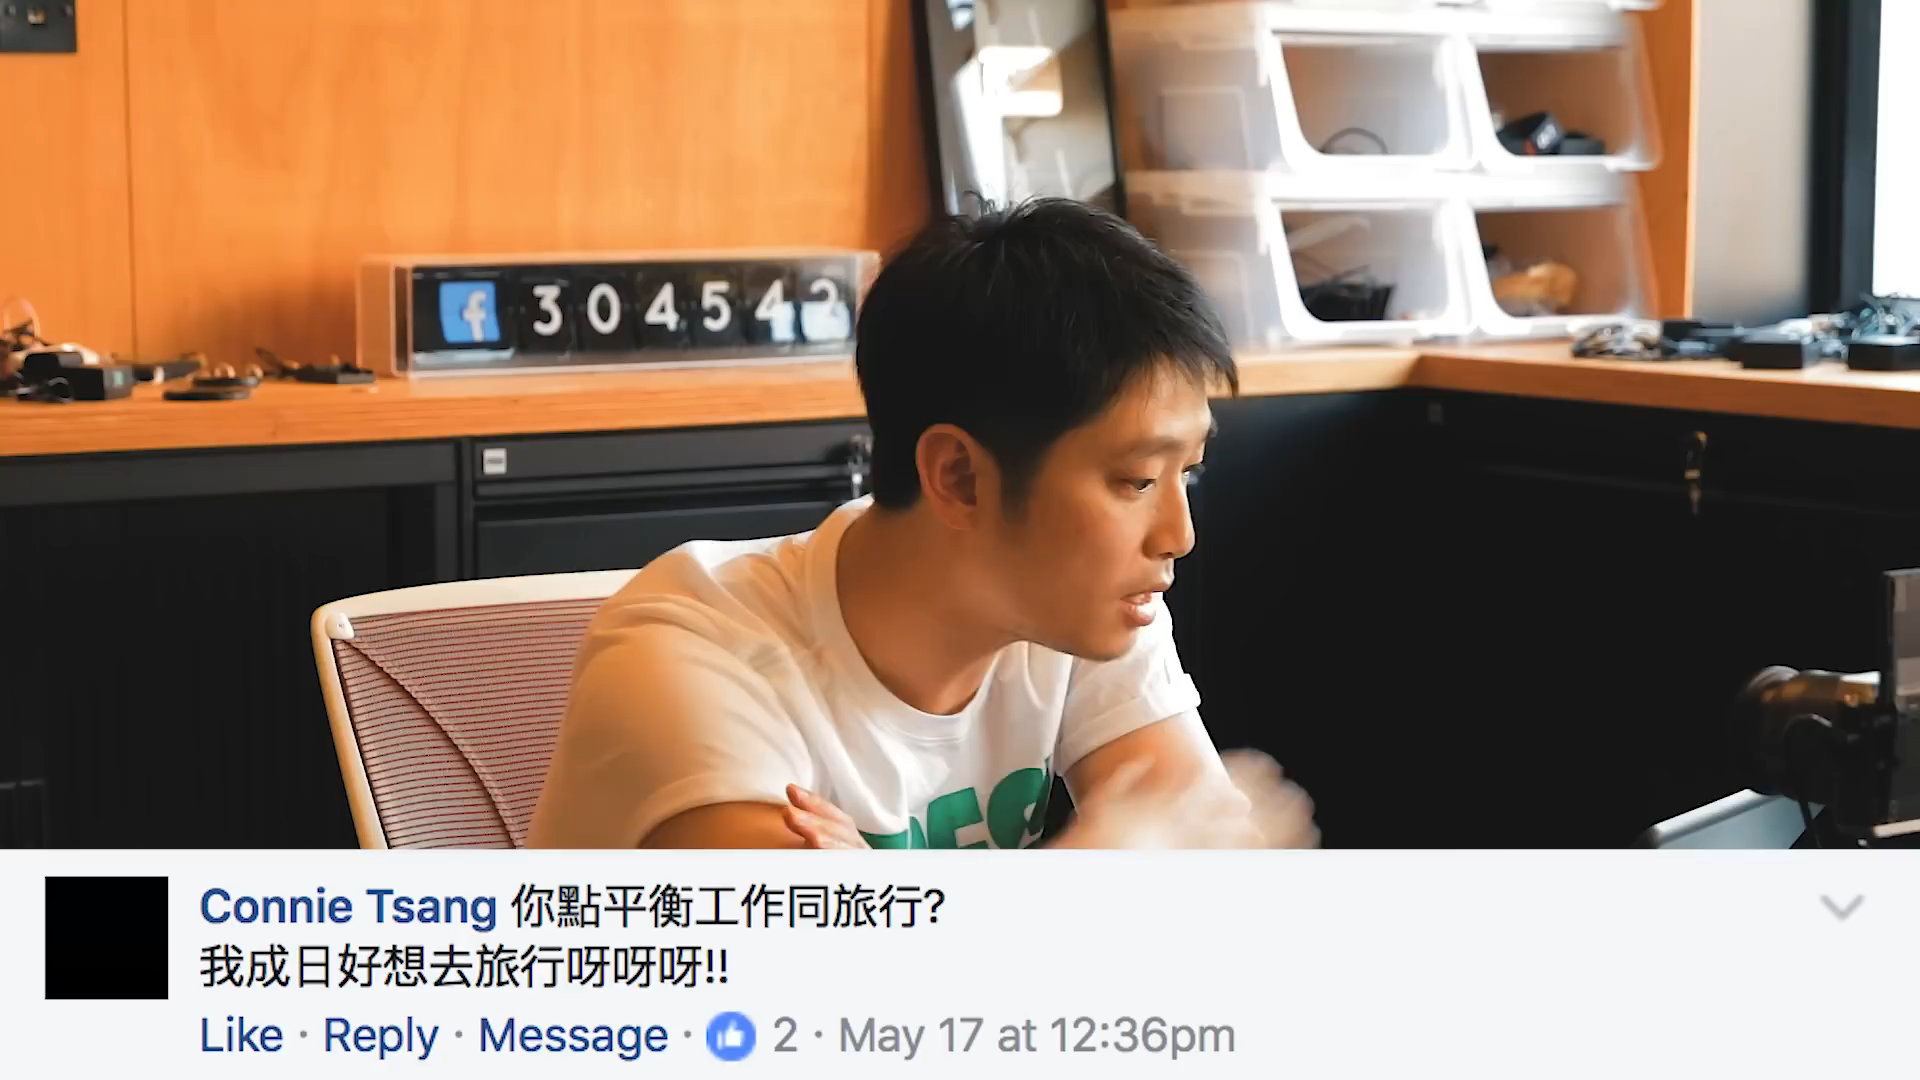 f 304542
Connie Tsang 你點平衡工作同旅行?
我成日好想去旅行呀呀呀!!
Like · Reply · Message · 2 · May 17 at 12:36pm